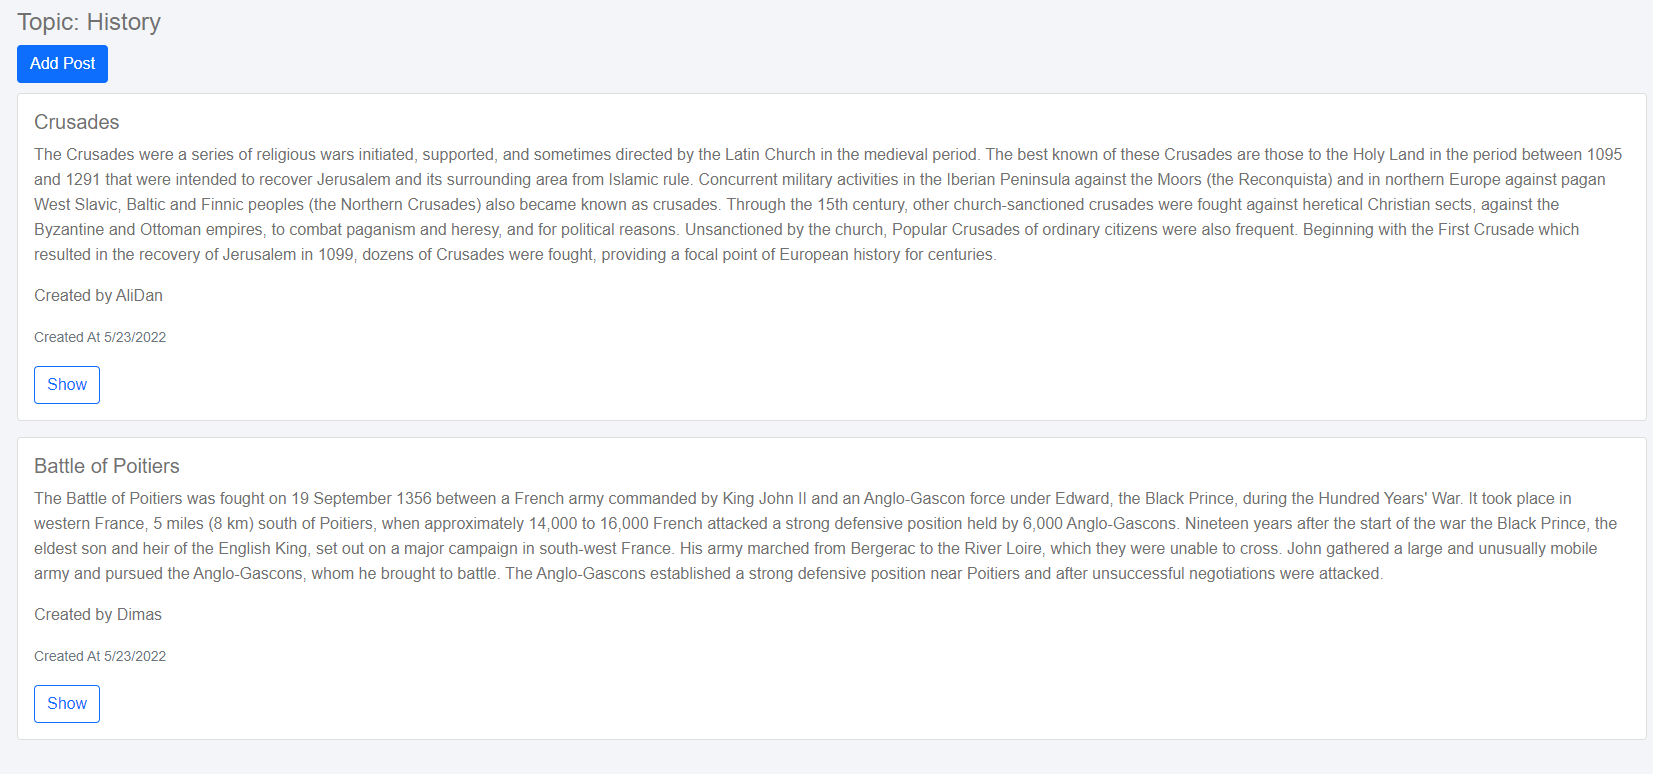 Topic: History
Add Post
Crusades
The Crusades were a series of religious wars initiated, supported, and sometimes directed by the Latin Church in the medieval period. The best known of these Crusades are those to the Holy Land in the period between 1095
and 1291 that were intended to recover Jerusalem and its surrounding area from Islamic rule. Concurrent military activities in the Iberian Peninsula against the Moors (the Reconquista) and in northern Europe against pagan
West Slavic, Baltic and Finnic peoples (the Northern Crusades) also became known as crusades. Through the 15th century, other church-sanctioned crusades were fought against heretical Christian sects, against the
Byzantine and Ottoman empires, to combat paganism and heresy, and for political reasons. Unsanctioned by the church, Popular Crusades of ordinary citizens were also frequent. Beginning with the First Crusade which
resulted in the recovery of Jerusalem in 1099, dozens of Crusades were fought, providing a focal point of European history for centuries.
Created by AliDan
Created At 5/23/2022
Show
Battle of Poitiers
The Battle of Poitiers was fought on 19 September 1356 between a French army commanded by King John II and an Anglo-Gascon force under Edward, the Black Prince, during the Hundred Years' War. It took place in
western France, 5 miles (8 km) south of Poitiers, when approximately 14,000 to 16,000 French attacked a strong defensive position held by 6,000 Anglo-Gascons. Nineteen years after the start of the war the Black Prince, the
eldest son and heir of the English King, set out on a major campaign in south-west France. His army marched from Bergerac to the River Loire, which they were unable to cross. John gathered a large and unusually mobile
army and pursued the Anglo-Gascons, whom he brought to battle. The Anglo-Gascons established a strong defensive position near Poitiers and after unsuccessful negotiations were attacked.
Created by Dimas
Created At 5/23/2022
Show